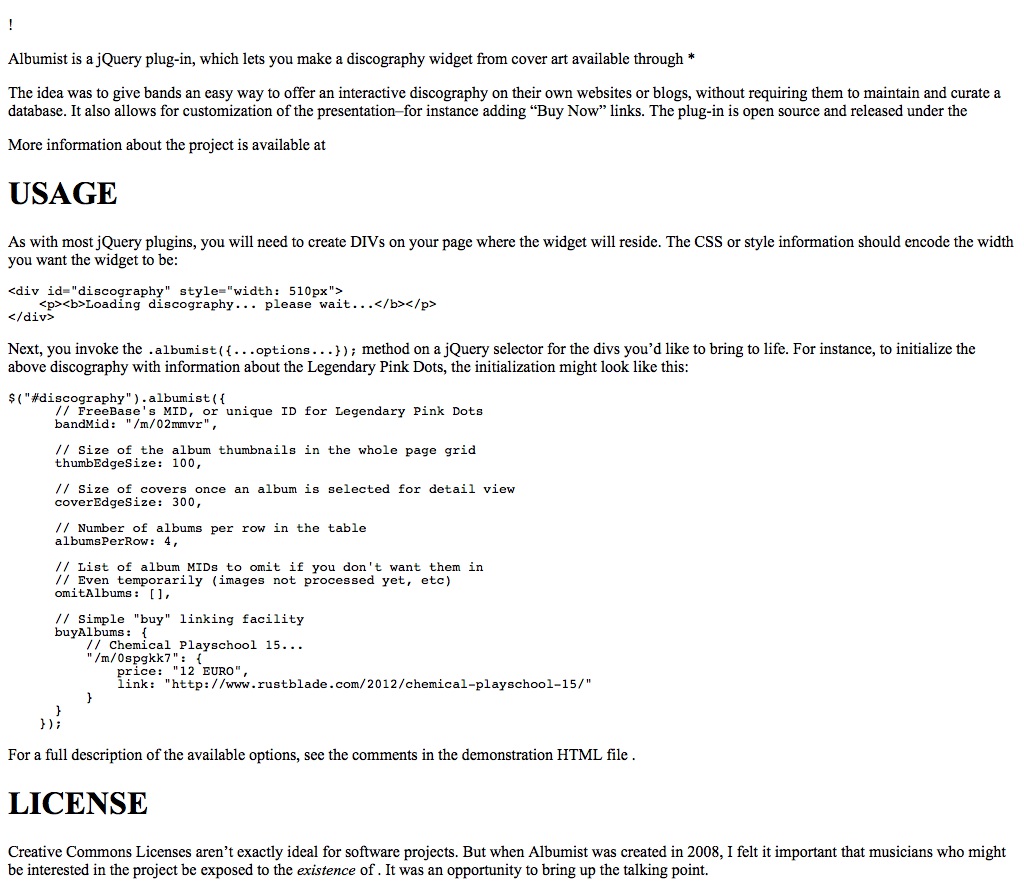 !
Albumist is a jQuery plug-in, which lets you make a discography widget from cover art available through *
The idea was to give bands an easy way to offer an interactive discography on their own websites or blogs, without requiring them to maintain and curate a
database. It also allows for customization of the presentation–for instance adding “Buy Now” links. The plug-in is open source and released under the
More information about the project is available at
USAGE
As with most jQuery plugins, you will need to create DIVs on your page where the widget will reside. The CSS or style information should encode the width
you want the widget to be:
<div id="discography" style="width: 510px">
    <p><b>Loading discography... please wait...</b></p>
</div>
Next, you invoke the .albumist({...options...}); method on a jQuery selector for the divs you’d like to bring to life. For instance, to initialize the
above discography with information about the Legendary Pink Dots, the initialization might look like this:
$("#discography").albumist({
      // FreeBase's MID, or unique ID for Legendary Pink Dots
      bandMid: "/m/02mmvr",
      // Size of the album thumbnails in the whole page grid
      thumbEdgeSize: 100,
      // Size of covers once an album is selected for detail view
      coverEdgeSize: 300,
      // Number of albums per row in the table
      albumsPerRow: 4,
      // List of album MIDs to omit if you don't want them in
      // Even temporarily (images not processed yet, etc)
      omitAlbums: [],
      // Simple "buy" linking facility
      buyAlbums: {
          // Chemical Playschool 15...
          "/m/0spgkk7": {
              price: "12 EURO",
              link: "http://www.rustblade.com/2012/chemical-playschool-15/"
          }
      }
    });
For a full description of the available options, see the comments in the demonstration HTML file .
LICENSE
Creative Commons Licenses aren’t exactly ideal for software projects. But when Albumist was created in 2008, I felt it important that musicians who might
be interested in the project be exposed to the existence of . It was an opportunity to bring up the talking point.